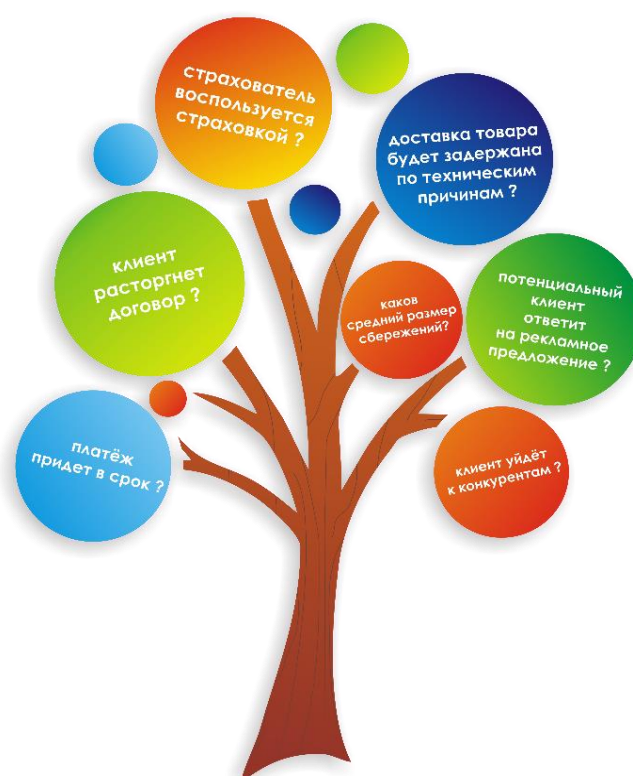 страхователь
воспользуется
страховкой ?
доставка товара
будет задержана
по техническим
причинам ?
клиент
расторгнет
договор ?
каков
средний размер
сбережений?
потенциальный
клиент
ответит
на рекламное
предложение ?
платёж
придет в срок ?
клиент уйдёт
к конкурентам ?